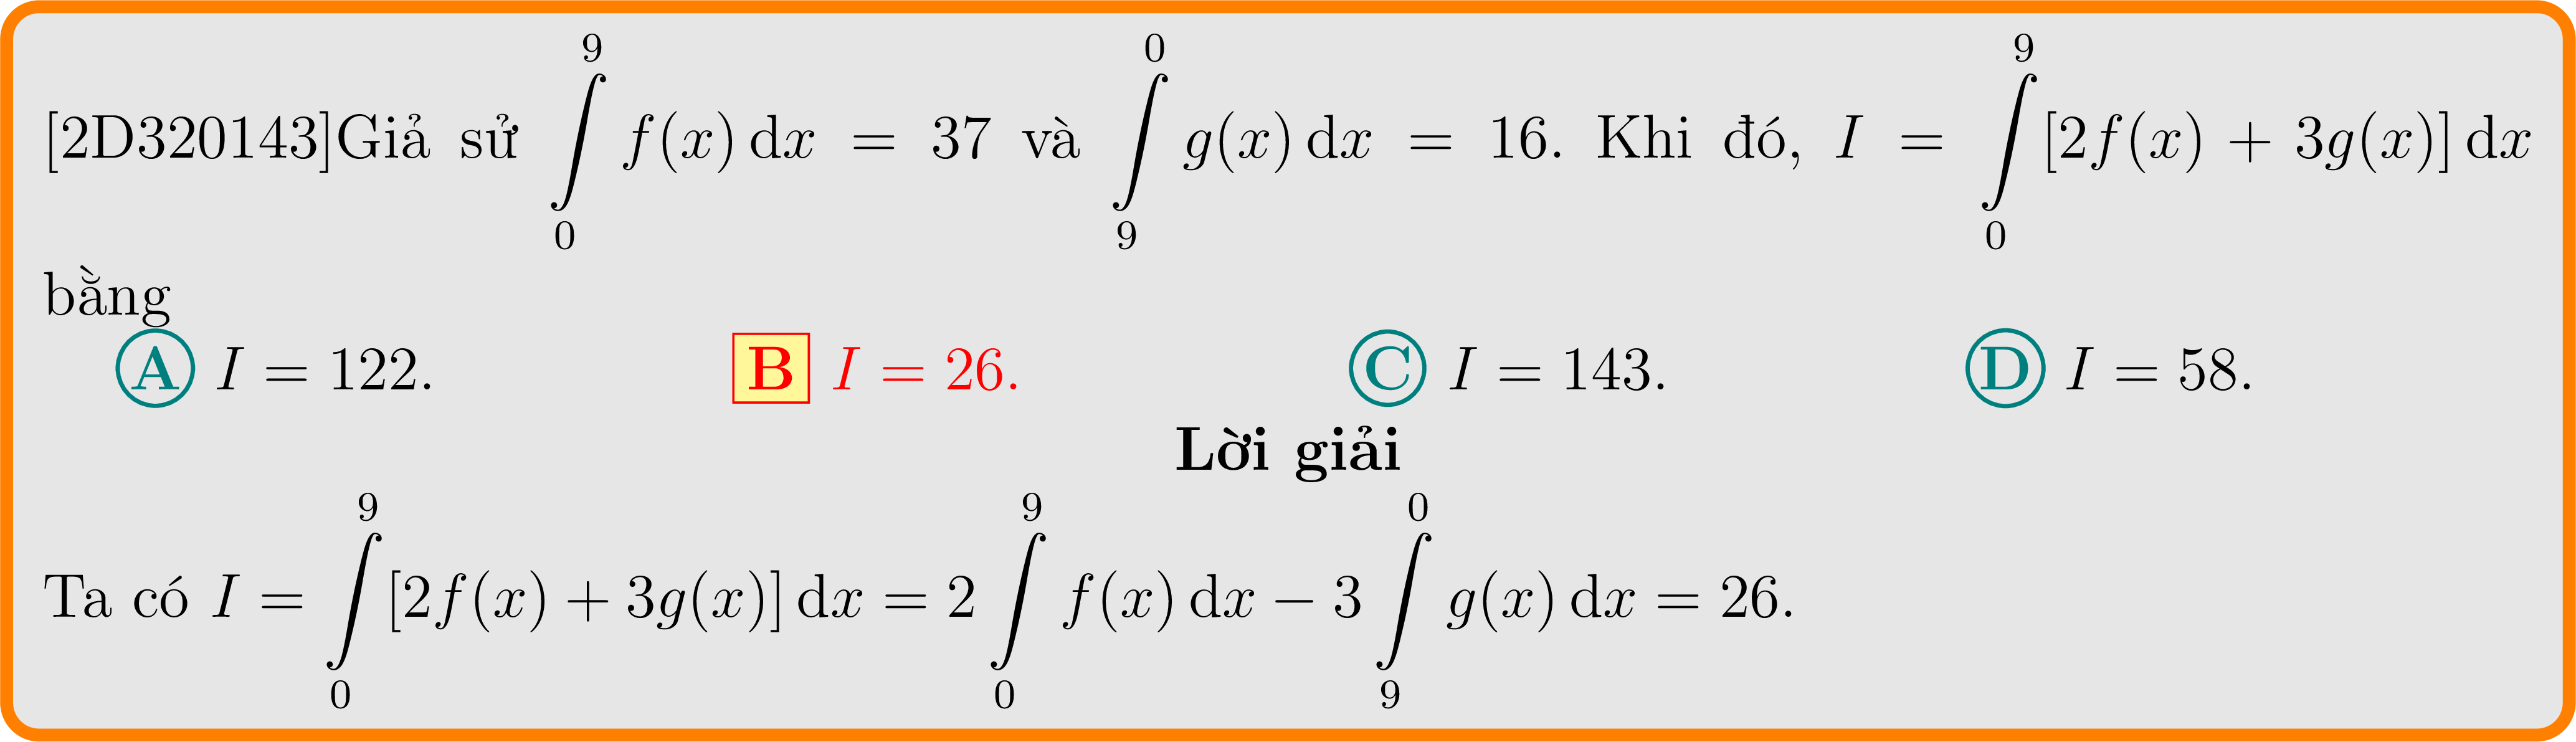 [2D320143]Giả sử $\int\limits_0^9 f(x)\,\mathrm{d}x = 37$ và $\int\limits_9^0 g(x)\,\mathrm{d}x = 16$. Khi đó, $I = \int\limits_0^9 [2f(x) + 3g(x)]\,\mathrm{d}x$
bằng
A $I = 122.$ B $I = 26.$ C $I = 143.$ D $I = 58.$
Lời giải
Ta có $I = \int\limits_0^9 [2f(x) + 3g(x)]\,\mathrm{d}x = 2\int\limits_0^9 f(x)\,\mathrm{d}x - 3\int\limits_9^0 g(x)\,\mathrm{d}x = 26.$